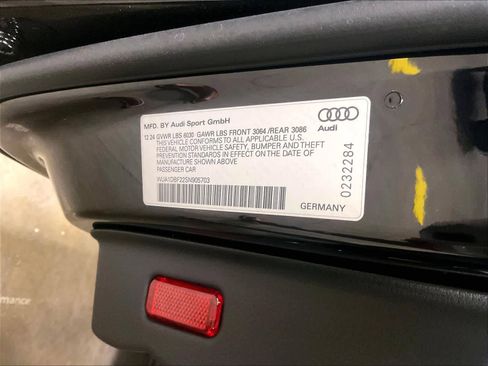 MFD. BY Audi Sport GmbH
12 24 GVWR LBS 6030 GAWR LBS FRONT 3064 /REAR 3086
THIS VEHICLE CONFORMS TO ALL APPLICABLE U.S.
FEDERAL MOTOR VEHICLE SAFETY, BUMPER AND THEFT
PREVENTION STANDARDS IN EFFECT ON THE DATE OF
MANUFACTURE SHOWN ABOVE
PASSENGER CAR
WUA1DBF22SN905703
Audi
0232284
GERMANY